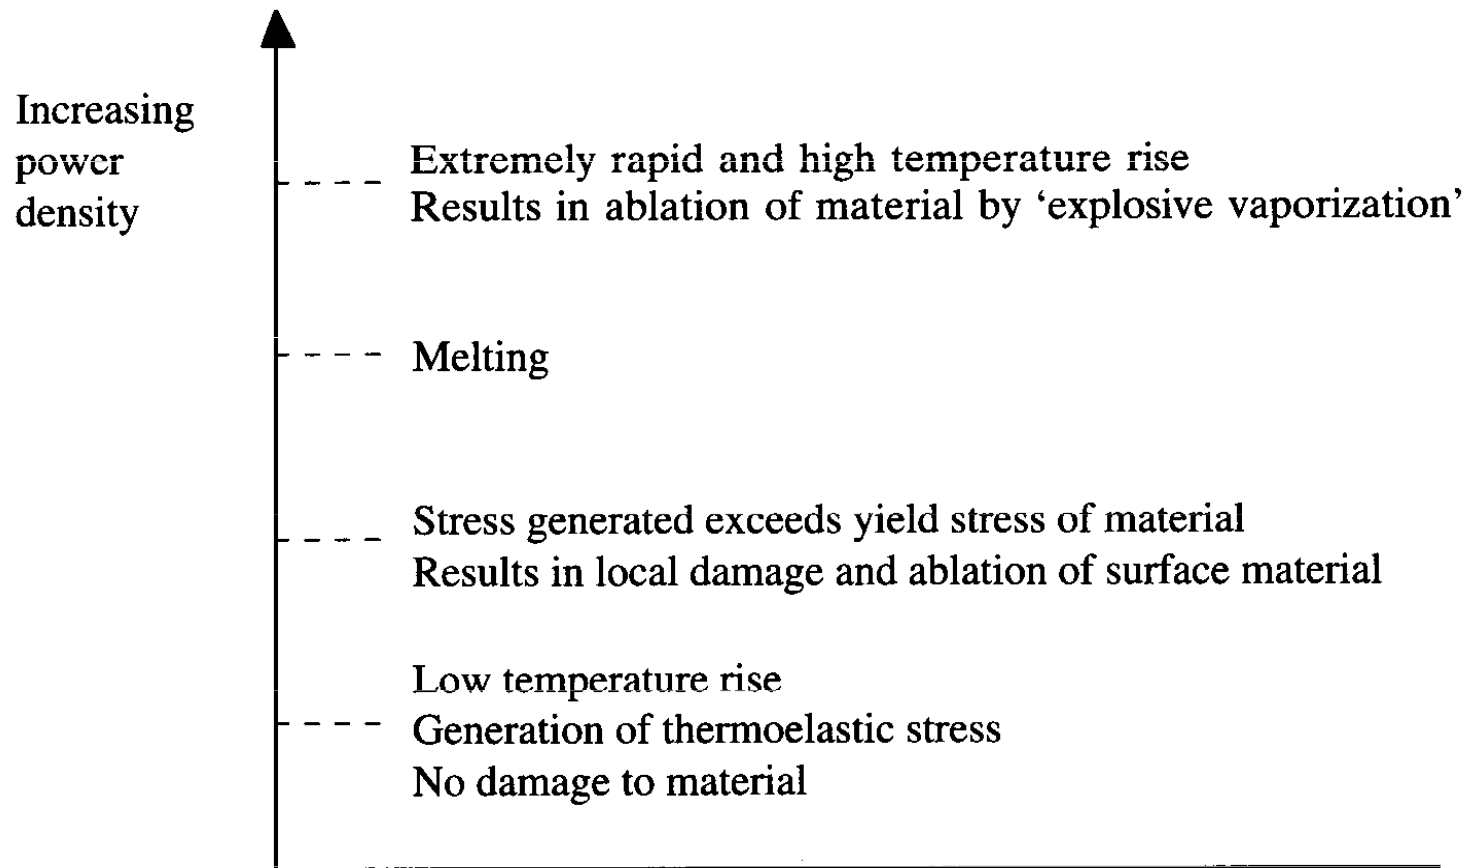 Increasing
power
density
Extremely rapid and high temperature rise
Results in ablation of material by ‘explosive vaporization’
Melting
Stress generated exceeds yield stress of material
Results in local damage and ablation of surface material
Low temperature rise
Generation of thermoelastic stress
No damage to material